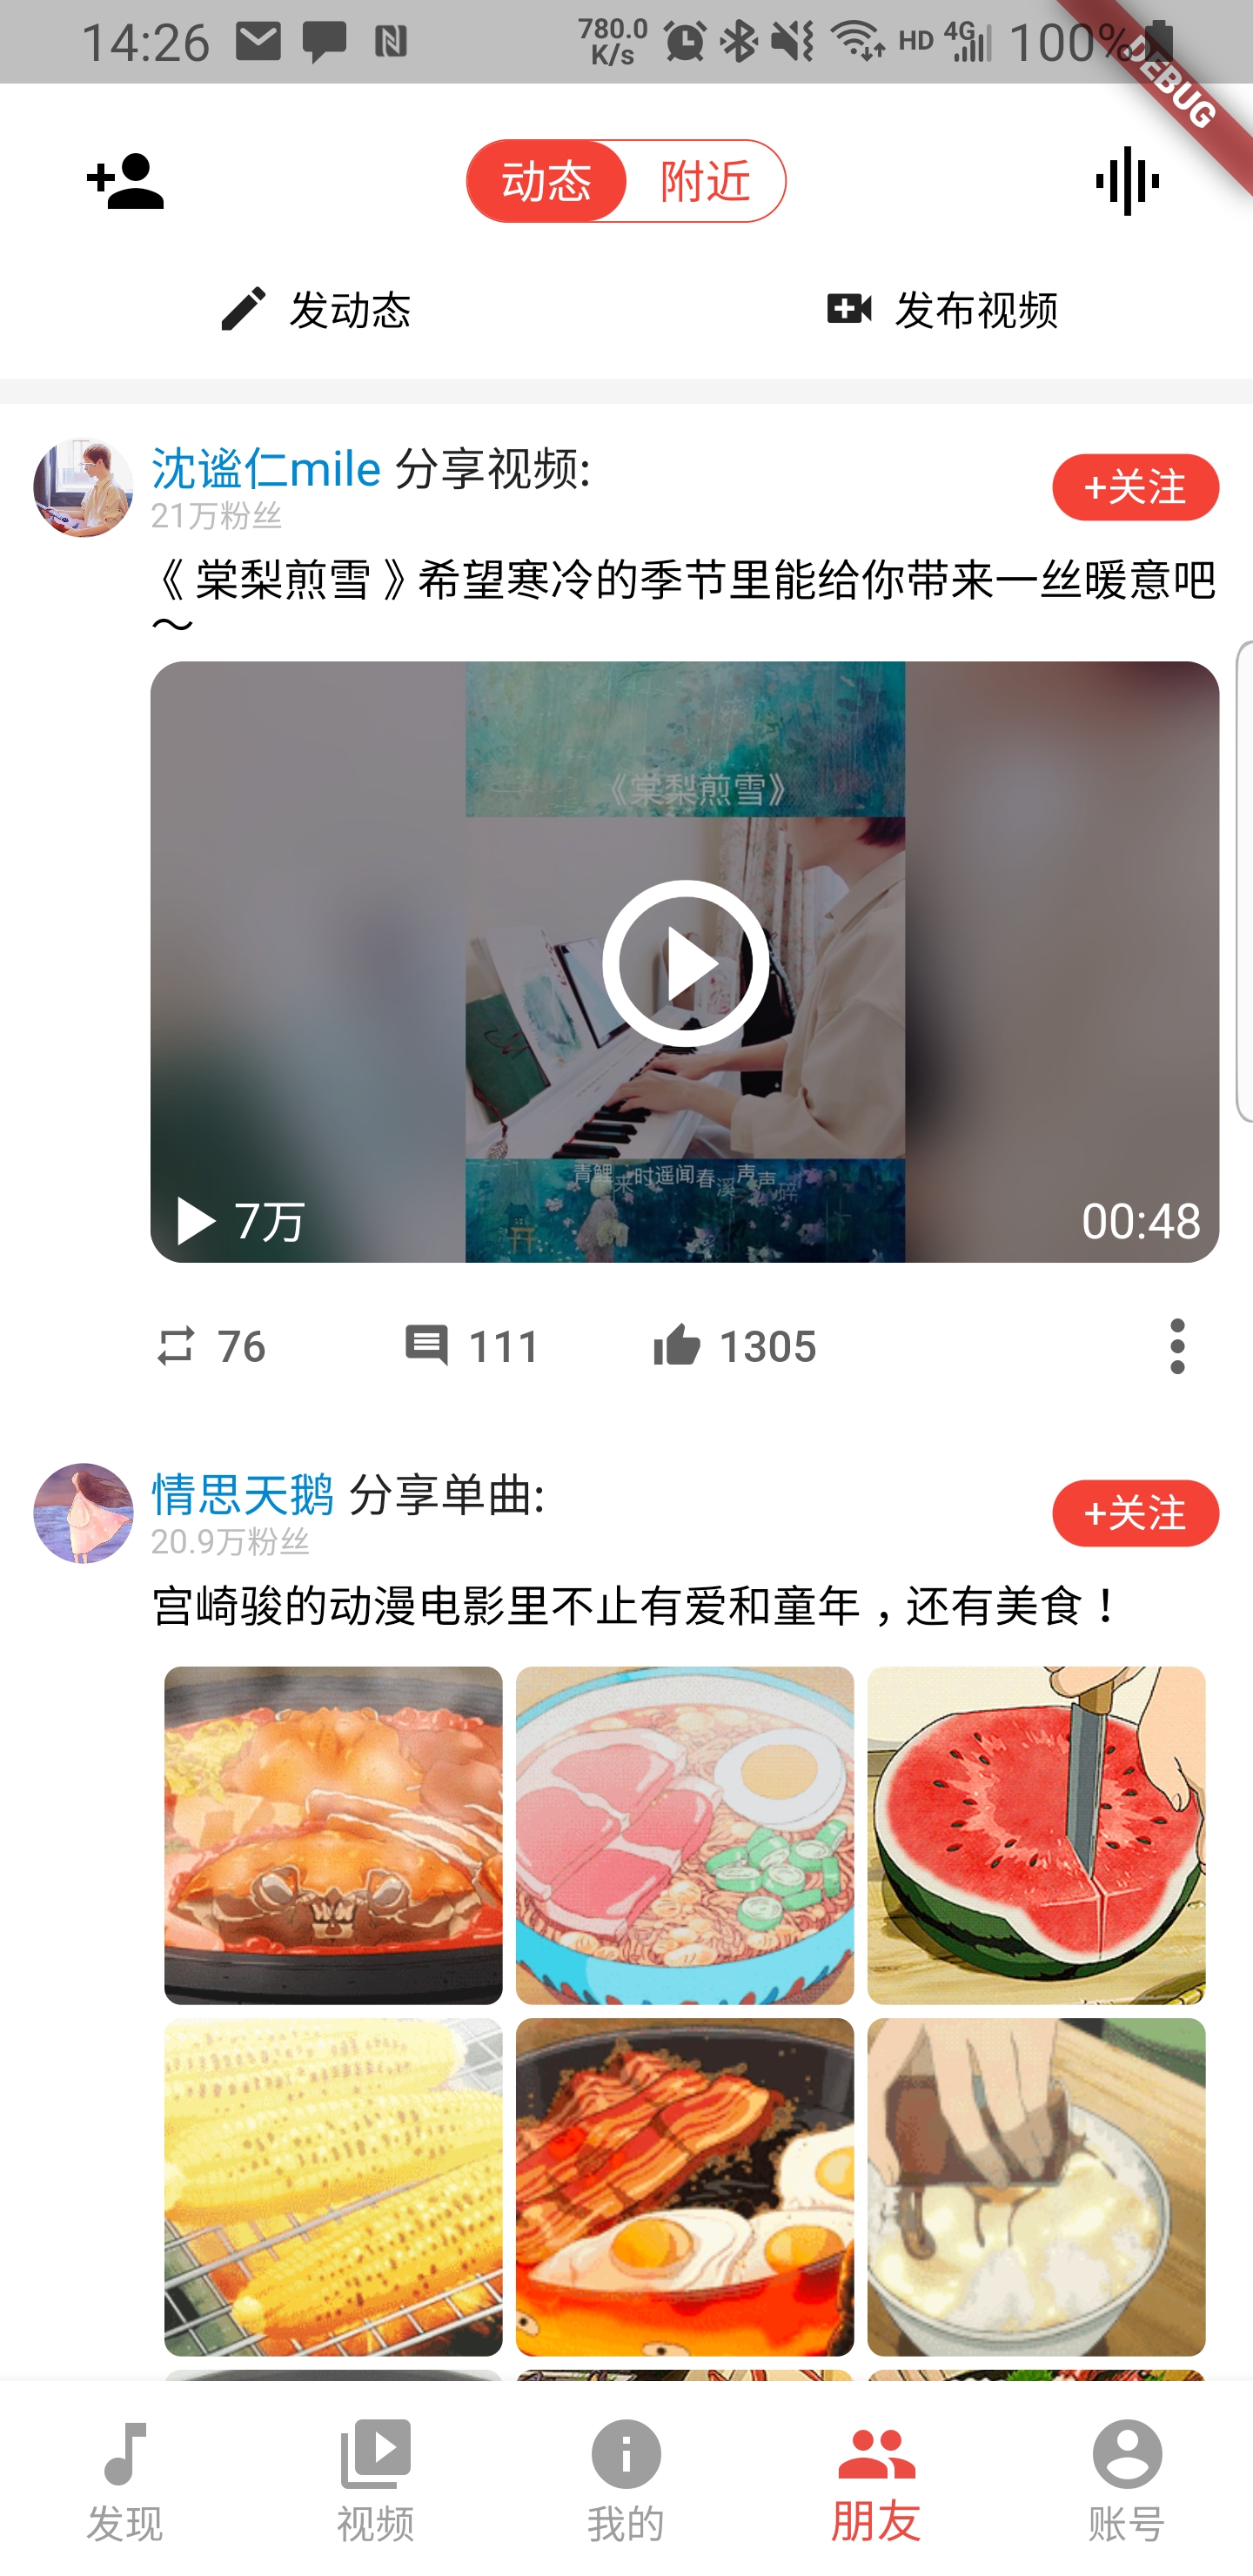 14:26
780.0
K/s
HD
4G
100%
DEBUG
动态
附近
发动态
发布视频
沈谧仁mile 分享视频:
+关注
21万粉丝
《 棠梨煎雪 》希望寒冷的季节里能给你带来一丝暖意吧
～
《棠梨煎雪》
青鲤来时遥闻春溪声声碎
7万
00:48
76
111
1305
情思天鹅 分享单曲:
+关注
20.9万粉丝
宫崎骏的动漫电影里不止有爱和童年，还有美食！
发现
视频
我的
朋友
账号